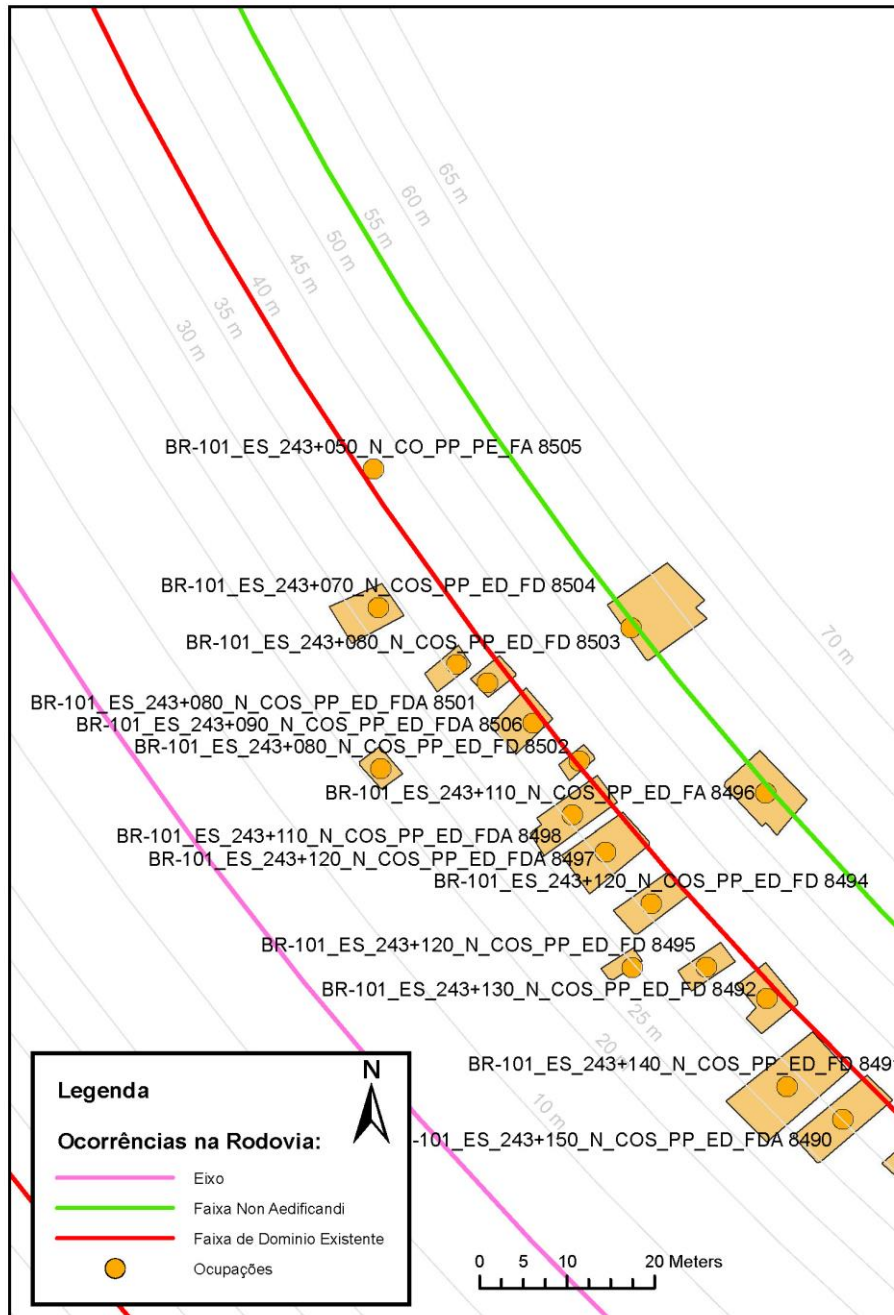 65 m
60 m
55 m
50 m
45 m
40 m
35 m
30 m
BR-101_ES_243+050_N_CO_PP_PE_FA 8505
BR-101_ES_243+070_N_COS_PP_ED_FD 8504
BR-101_ES_243+080_N_COS_PP_ED_FD 8503
70 m
BR-101_ES_243+080_N_COS_PP_ED_FDA 8501
BR-101_ES_243+090_N_COS_PP_ED_FDA 8506
BR-101_ES_243+080_N_COS_PP_ED_FD 8502
BR-101_ES_243+110_N_COS_PP_ED_FA 8496
BR-101_ES_243+110_N_COS_PP_ED_FDA 8498
BR-101_ES_243+120_N_COS_PP_ED_FDA 8497
BR-101_ES_243+120_N_COS_PP_ED_FD 8494
BR-101_ES_243+120_N_COS_PP_ED_FD 8495
BR-101_ES_243+130_N_COS_PP_ED_FD 8492
25 m
20 m
BR-101_ES_243+140_N_COS_PP_ED_FD 849
10 m
-101_ES_243+150_N_COS_PP_ED_FDA 8490
N
Legenda
Ocorrências na Rodovia:
Eixo
Faixa Non Aedificandi
Faixa de Dominio Existente
Ocupações
0 5 10 20 Meters